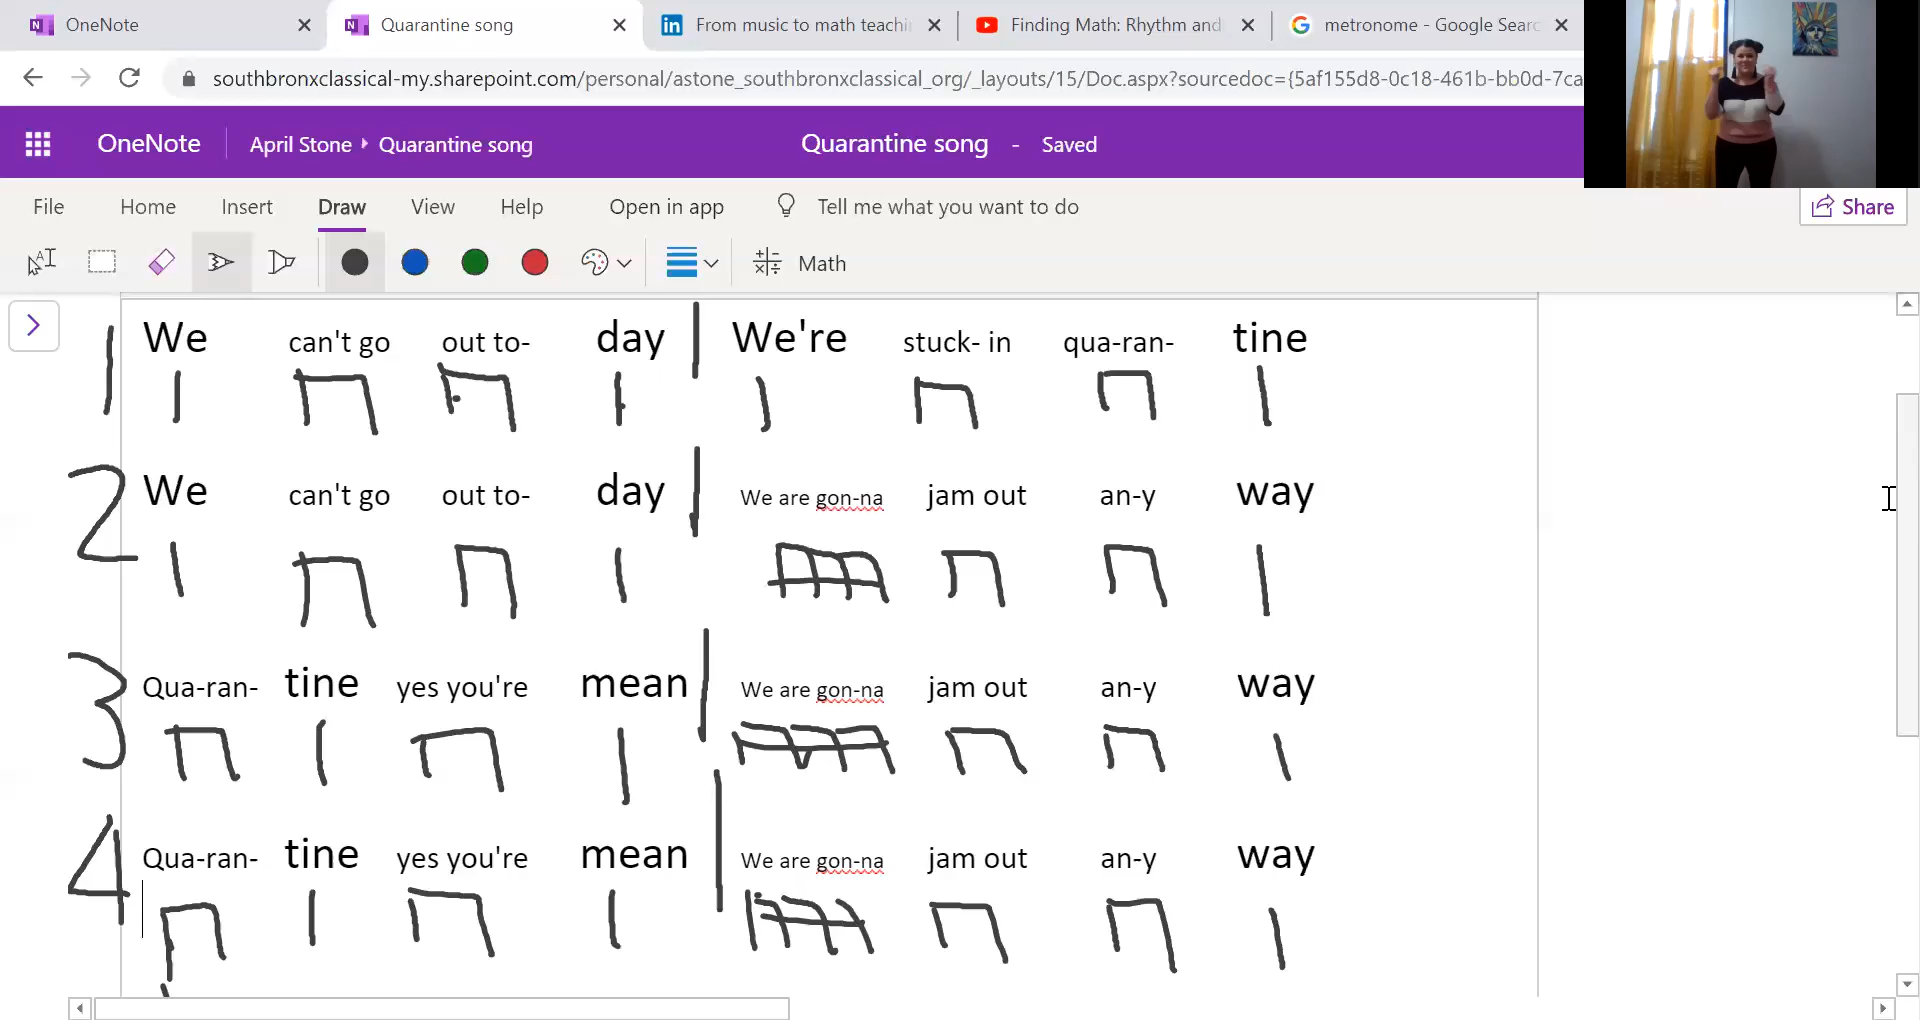 OneNote Quarantine song From music to math teachi Finding Math: Rhythm and metronome - Google Searc
southbronxclassical-my.sharepoint.com/personal/astone_southbronxclassical_org/_layouts/15/Doc.aspx?sourcedoc={5af155d8-0c18-461b-bb0d-7ca
OneNote April Stone Quarantine song Quarantine song - Saved
File Home Insert Draw View Help Open in app Tell me what you want to do Share
Math
1 We can't go out to- day We're stuck- in qua-ran- tine
2 We can't go out to- day We are gon-na jam out an-y way
3 Qua-ran- tine yes you're mean We are gon-na jam out an-y way
4 Qua-ran- tine yes you're mean We are gon-na jam out an-y way